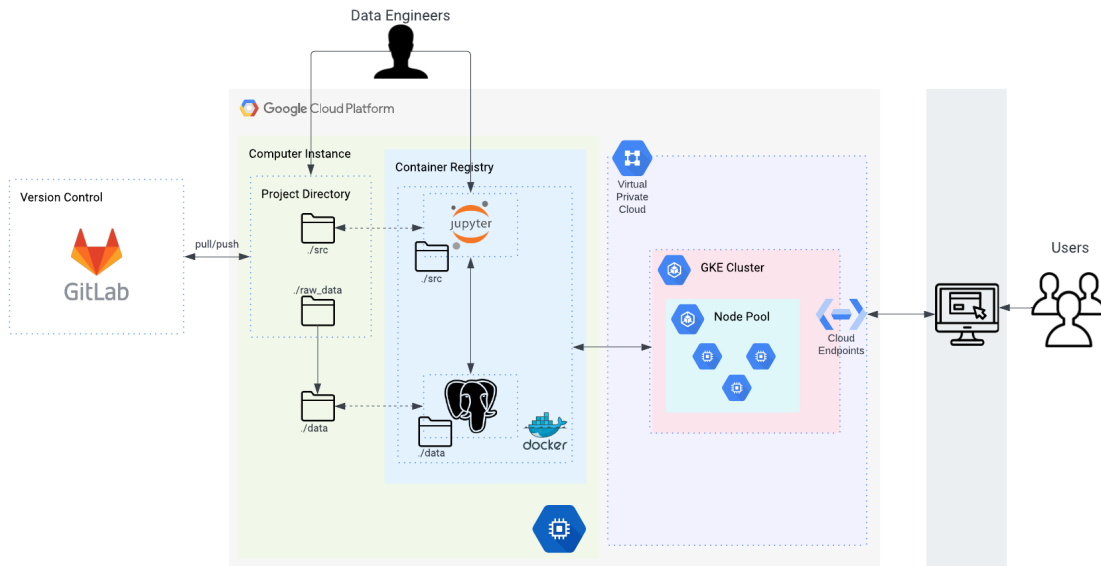 Data Engineers
Google Cloud Platform
Computer Instance
Container Registry
Version Control
Project Directory
Virtual
Private
Cloud
jupyter
./src
./src
pull/push
GitLab
./raw_data
GKE Cluster
Users
Node Pool
Cloud
Endpoints
./data
./data
docker